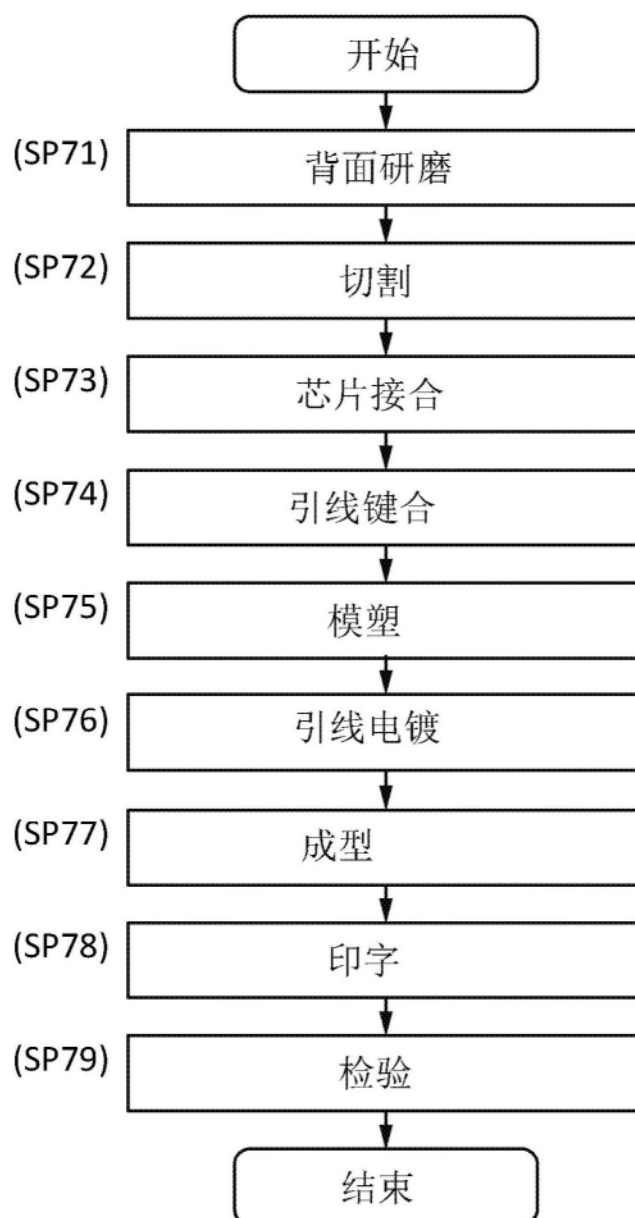 开始
(SP71) 背面研磨
(SP72) 切割
(SP73) 芯片接合
(SP74) 引线键合
(SP75) 模塑
(SP76) 引线电镀
(SP77) 成型
(SP78) 印字
(SP79) 检验
结束